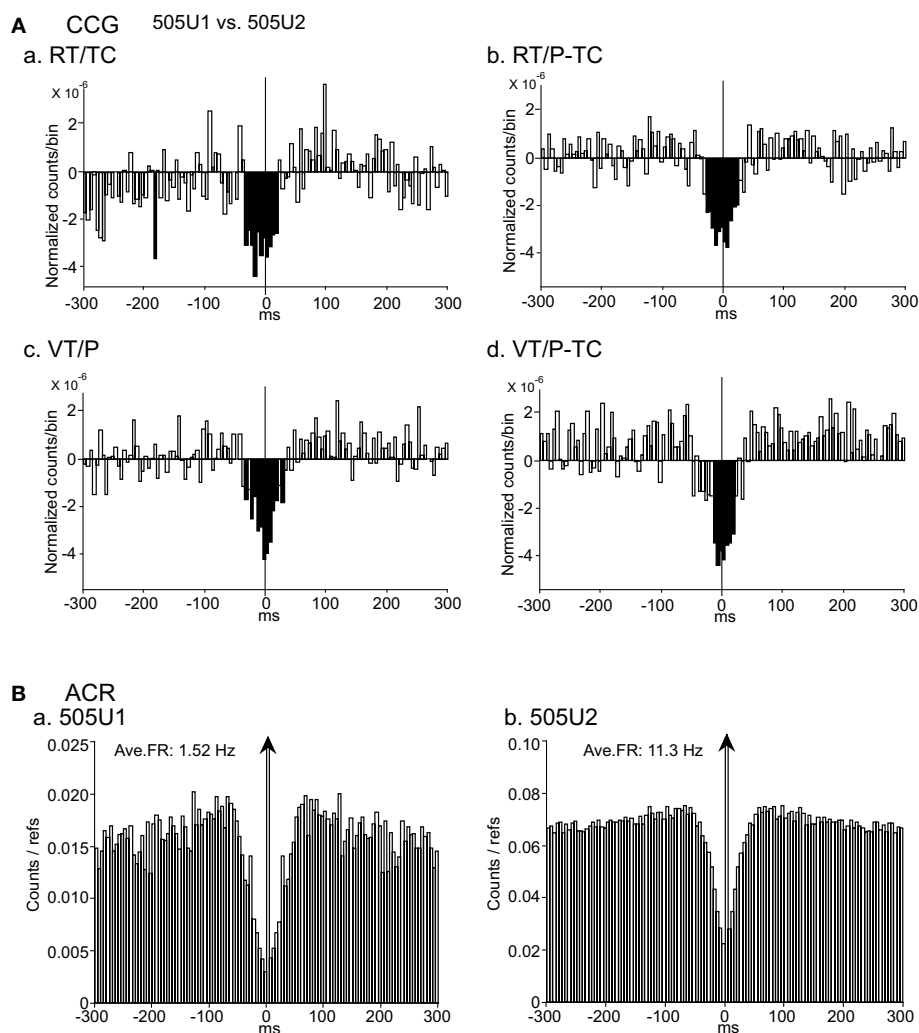 A CCG 505U1 vs. 505U2
a. RT/TC
X 10-6
Normalized counts/bin
2
0
-2
-4
-300 -200 -100 0 100 200 300
ms
b. RT/P-TC
X 10-6
Normalized counts/bin
2
0
-2
-4
-300 -200 -100 0 100 200 300
ms
c. VT/P
X 10-6
Normalized counts/bin
2
0
-2
-4
-300 -200 -100 0 100 200 300
ms
d. VT/P-TC
X 10-6
Normalized counts/bin
2
0
-2
-4
-300 -200 -100 0 100 200 300
ms
B ACR
a. 505U1
Ave.FR: 1.52 Hz
Counts / refs
0.025
0.020
0.015
0.010
0.005
0
-300 -200 -100 0 100 200 300
ms
b. 505U2
Ave.FR: 11.3 Hz
Counts / refs
0.10
0.08
0.06
0.04
0.02
0
-300 -200 -100 0 100 200 300
ms